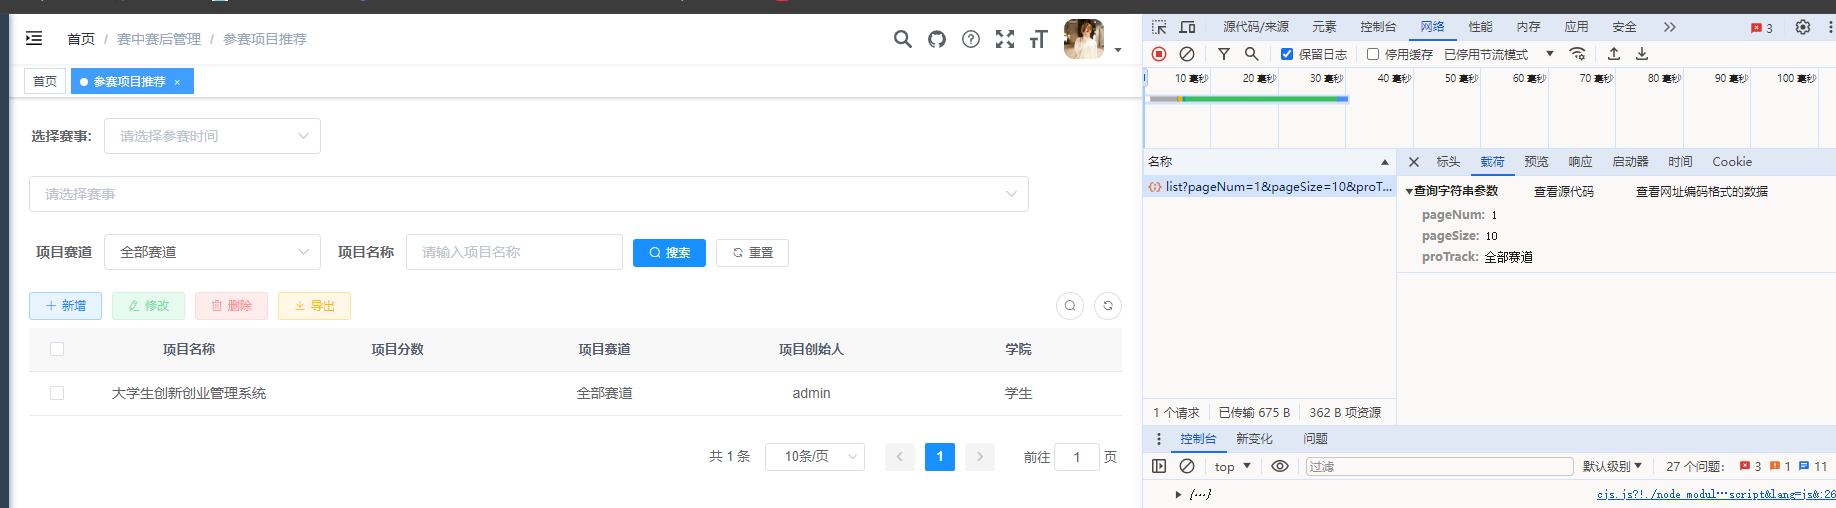 首页 / 赛中赛后管理 / 参赛项目推荐
首页
参赛项目推荐 ×
选择赛事:
请选择参赛时间
请选择赛事
项目赛道
全部赛道
项目名称
请输入项目名称
搜索
重置
新增
修改
删除
导出
项目名称 项目分数 项目赛道 项目创始人 学院
大学生创新创业管理系统 全部赛道 admin 学生
共 1 条
10条/页
1
前往 1 页
源代码/来源 元素 控制台 网络 性能 内存 应用 安全 3
保留日志 停用缓存 已停用节流模式
10 毫秒 20 毫秒 30 毫秒 40 毫秒 50 毫秒 60 毫秒 70 毫秒 80 毫秒 90 毫秒 100 毫秒
名称
list?pageNum=1&pageSize=10&proT...
标头 载荷 预览 响应 启动器 时间 Cookie
查询字符串参数 查看源代码 查看网址编码格式的数据
pageNum: 1
pageSize: 10
proTrack: 全部赛道
1 个请求 已传输 675 B 362 B 项资源
控制台 新变化 问题
top 过滤 默认级别 27 个问题: 3 1 11
{…} cjs.js?!./node_modul…script&lang=js&:26